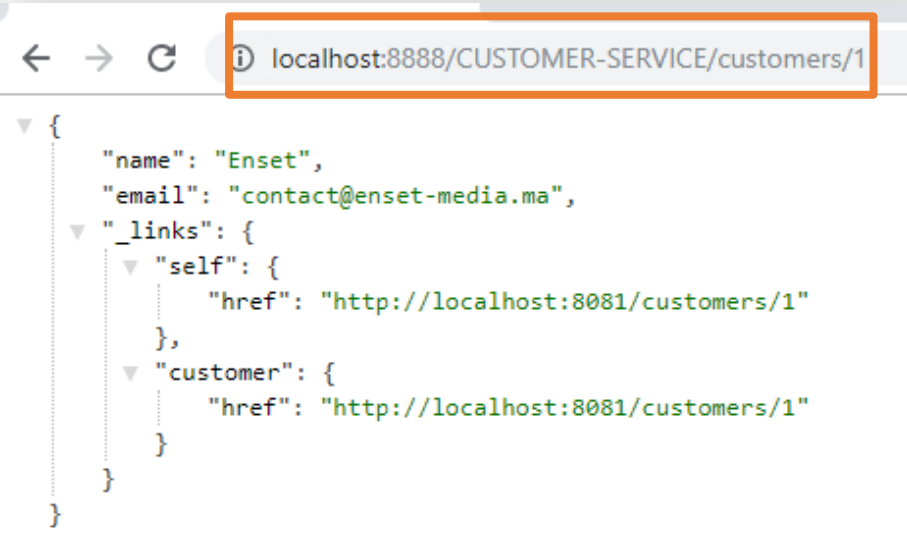 localhost:8888/CUSTOMER-SERVICE/customers/1
{
"name": "Enset",
"email": "contact@enset-media.ma",
"_links": {
"self": {
"href": "http://localhost:8081/customers/1"
},
"customer": {
"href": "http://localhost:8081/customers/1"
}
}
}